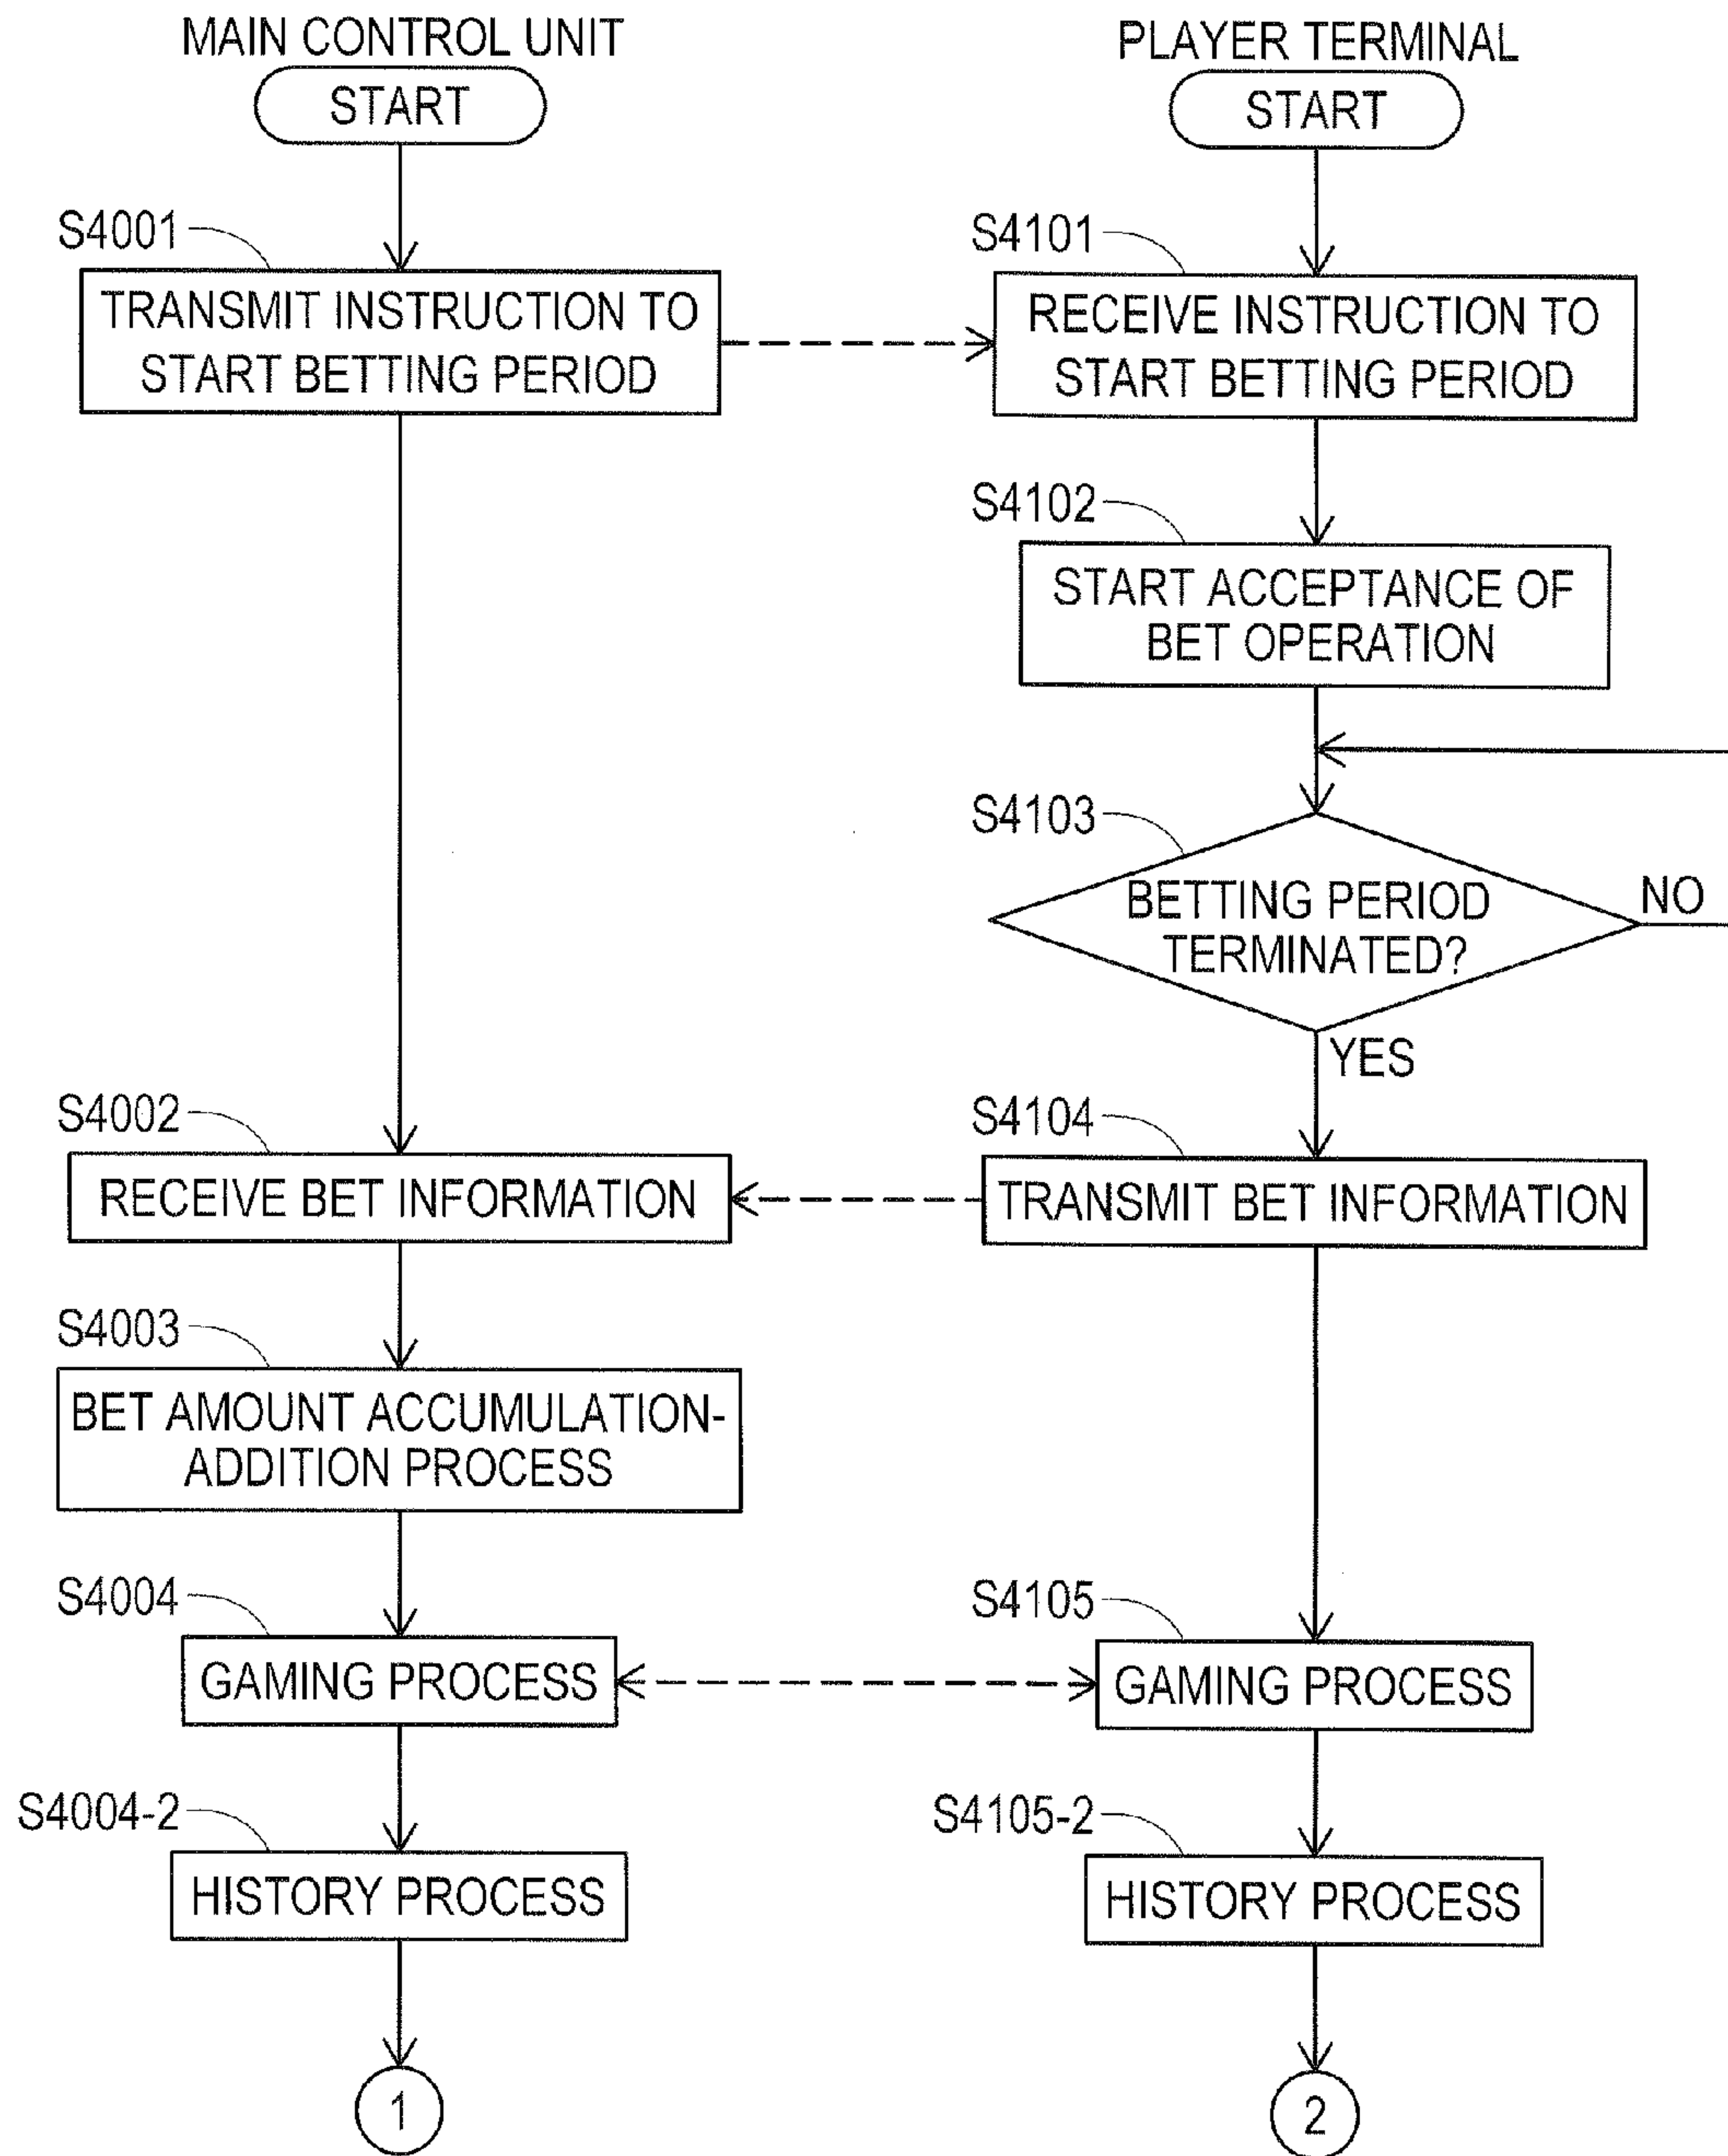 MAIN CONTROL UNIT
START
S4001
TRANSMIT INSTRUCTION TO
START BETTING PERIOD
S4002
RECEIVE BET INFORMATION
S4003
BET AMOUNT ACCUMULATION-
ADDITION PROCESS
S4004
GAMING PROCESS
S4004-2
HISTORY PROCESS
1
PLAYER TERMINAL
START
S4101
RECEIVE INSTRUCTION TO
START BETTING PERIOD
S4102
START ACCEPTANCE OF
BET OPERATION
S4103
BETTING PERIOD
TERMINATED?
NO
YES
S4104
TRANSMIT BET INFORMATION
S4105
GAMING PROCESS
S4105-2
HISTORY PROCESS
2